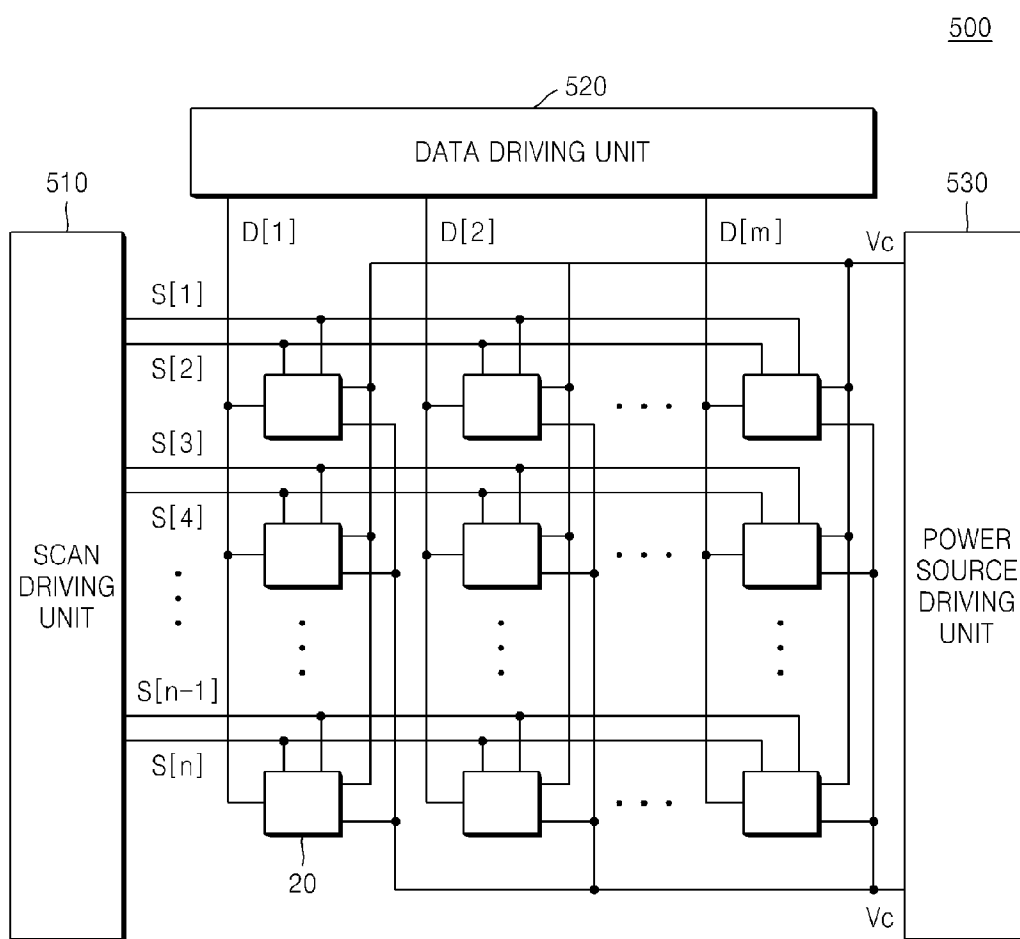 500
520
DATA DRIVING UNIT
510
530
D[1]
D[2]
D[m]
Vc
S[1]
S[2]
S[3]
S[4]
SCAN
DRIVING
UNIT
POWER
SOURCE
DRIVING
UNIT
S[n-1]
S[n]
20
Vc